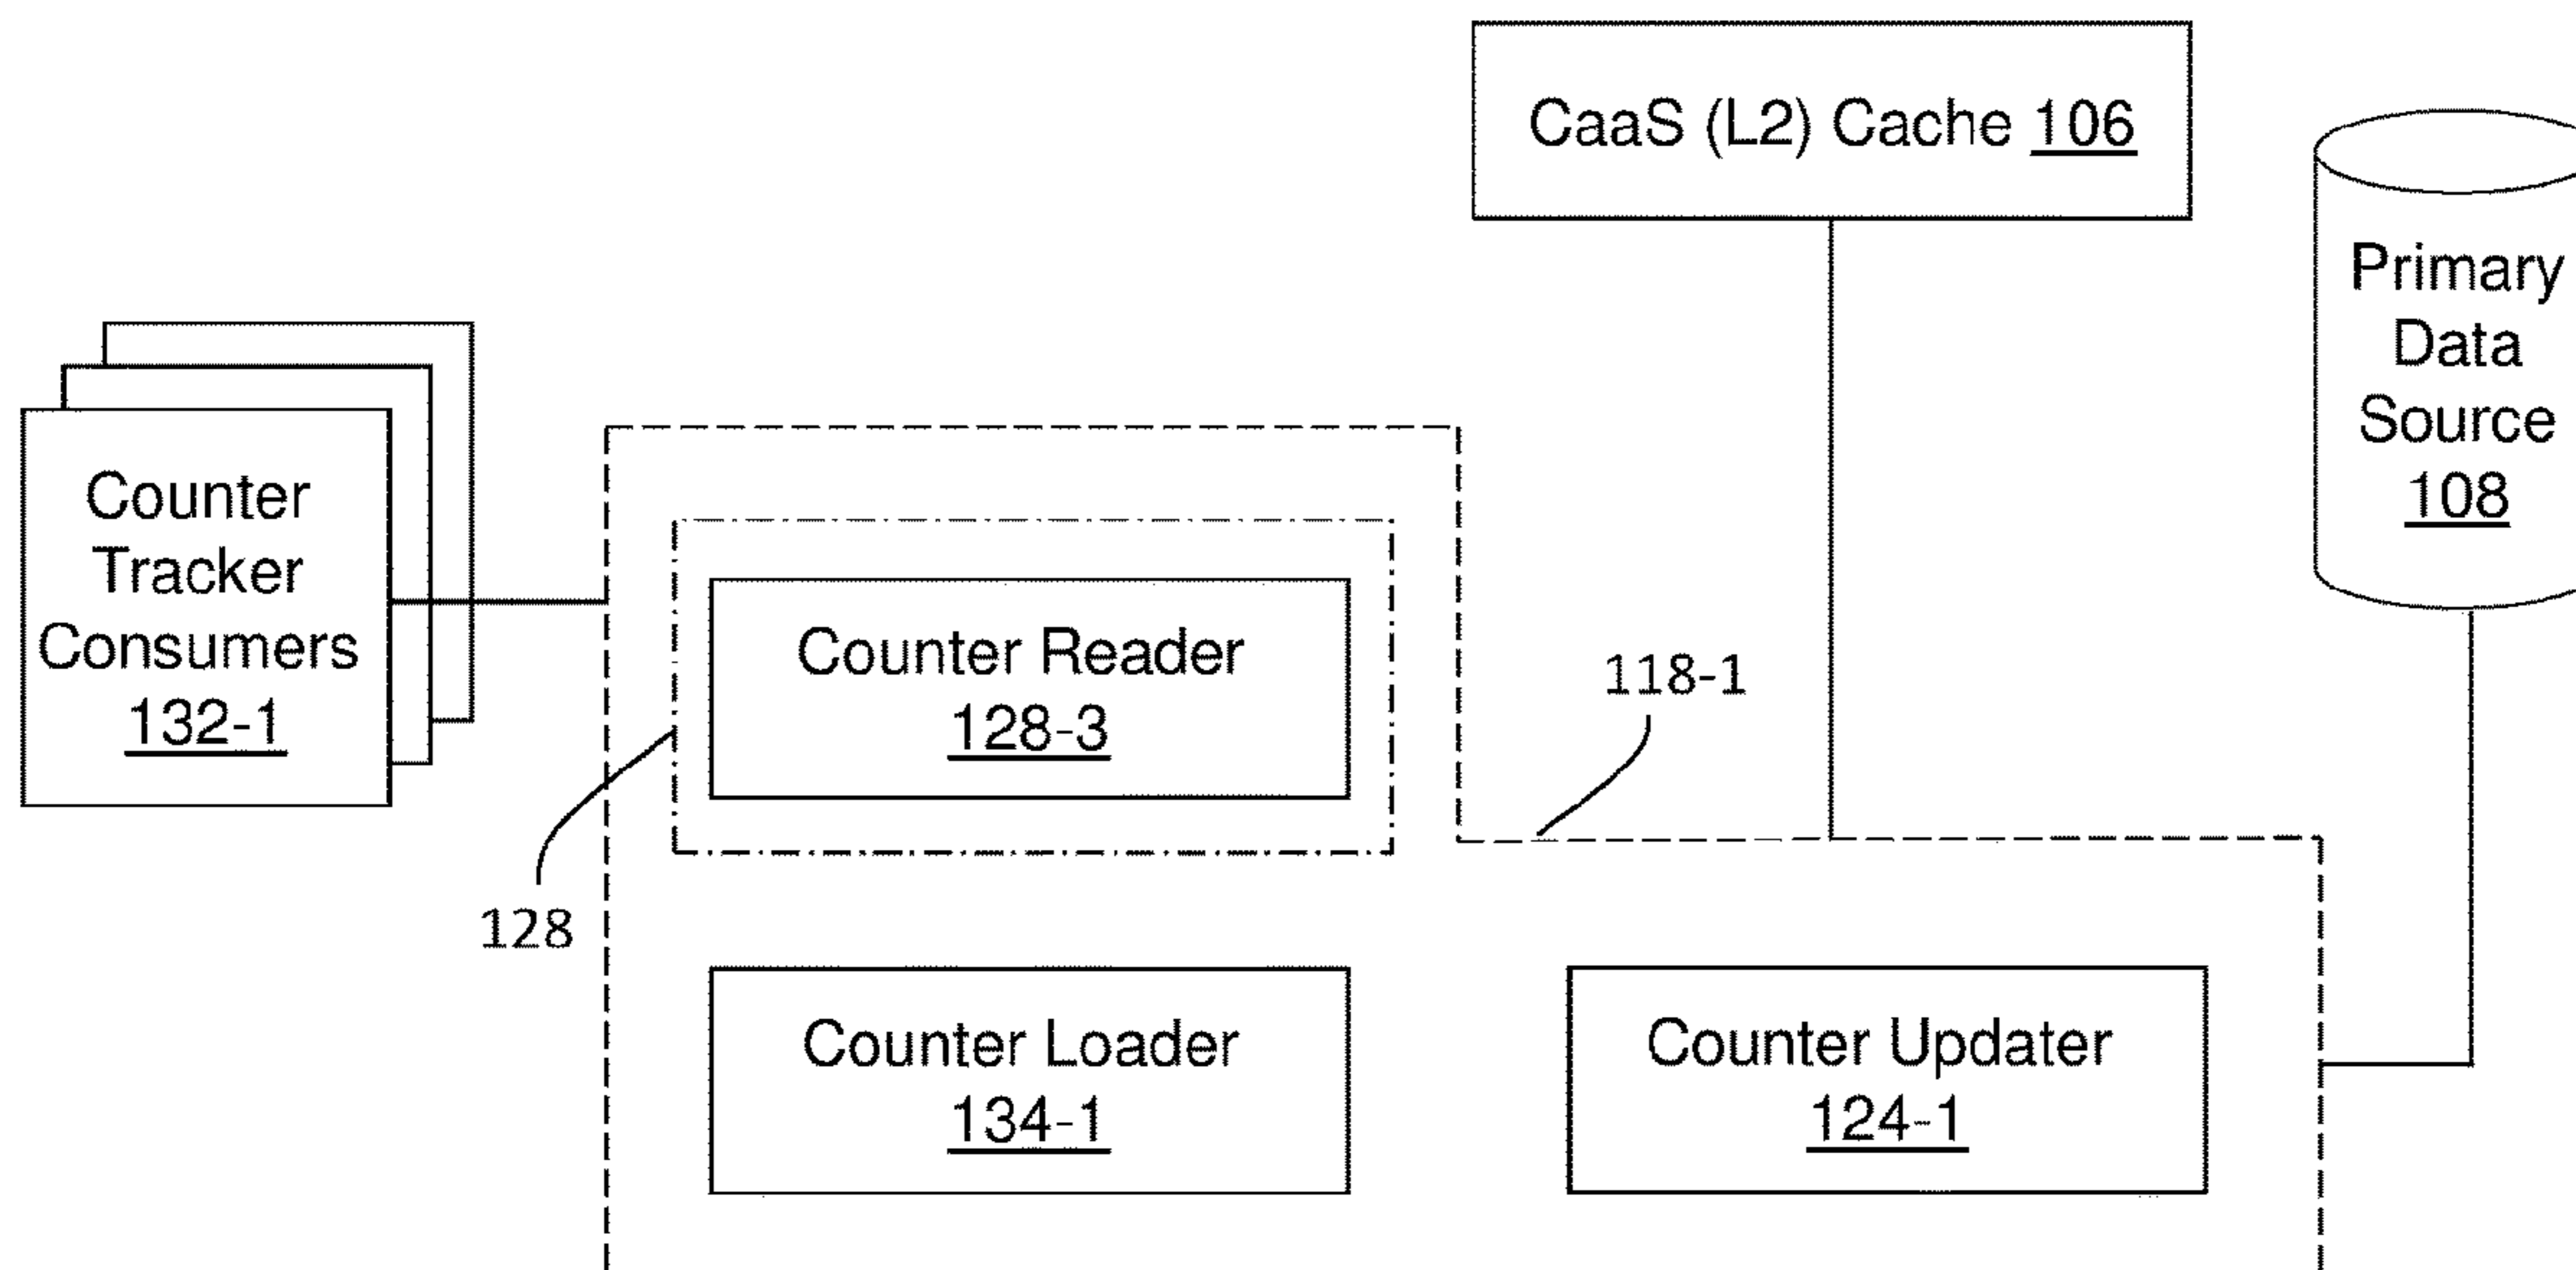 CaaS (L2) Cache 106
Primary
Data
Source
108
Counter
Tracker
Consumers
132-1
Counter Reader
128-3
118-1
128
Counter Loader
134-1
Counter Updater
124-1